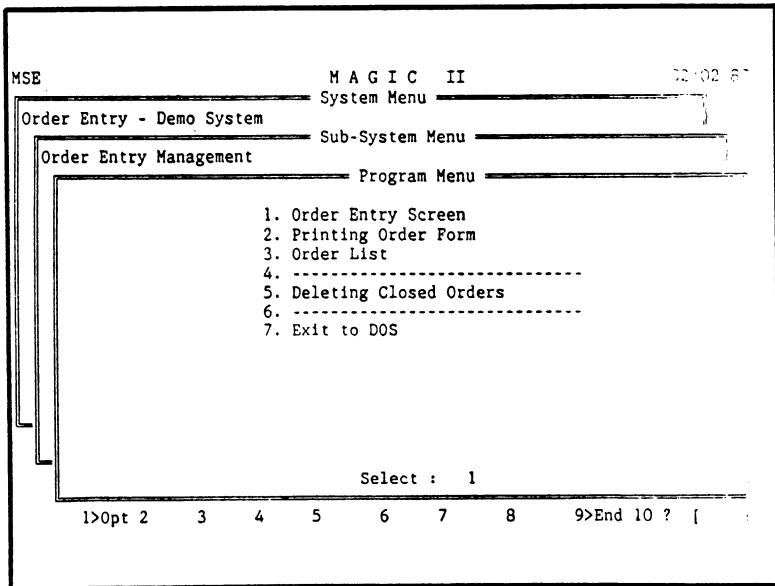 MSE M A G I C II
System Menu
Order Entry - Demo System
Sub-System Menu
Order Entry Management
Program Menu
1. Order Entry Screen
2. Printing Order Form
3. Order List
4. ------------------------------
5. Deleting Closed Orders
6. ------------------------------
7. Exit to DOS
Select : 1
1>Opt 2 3 4 5 6 7 8 9>End 10 ? [